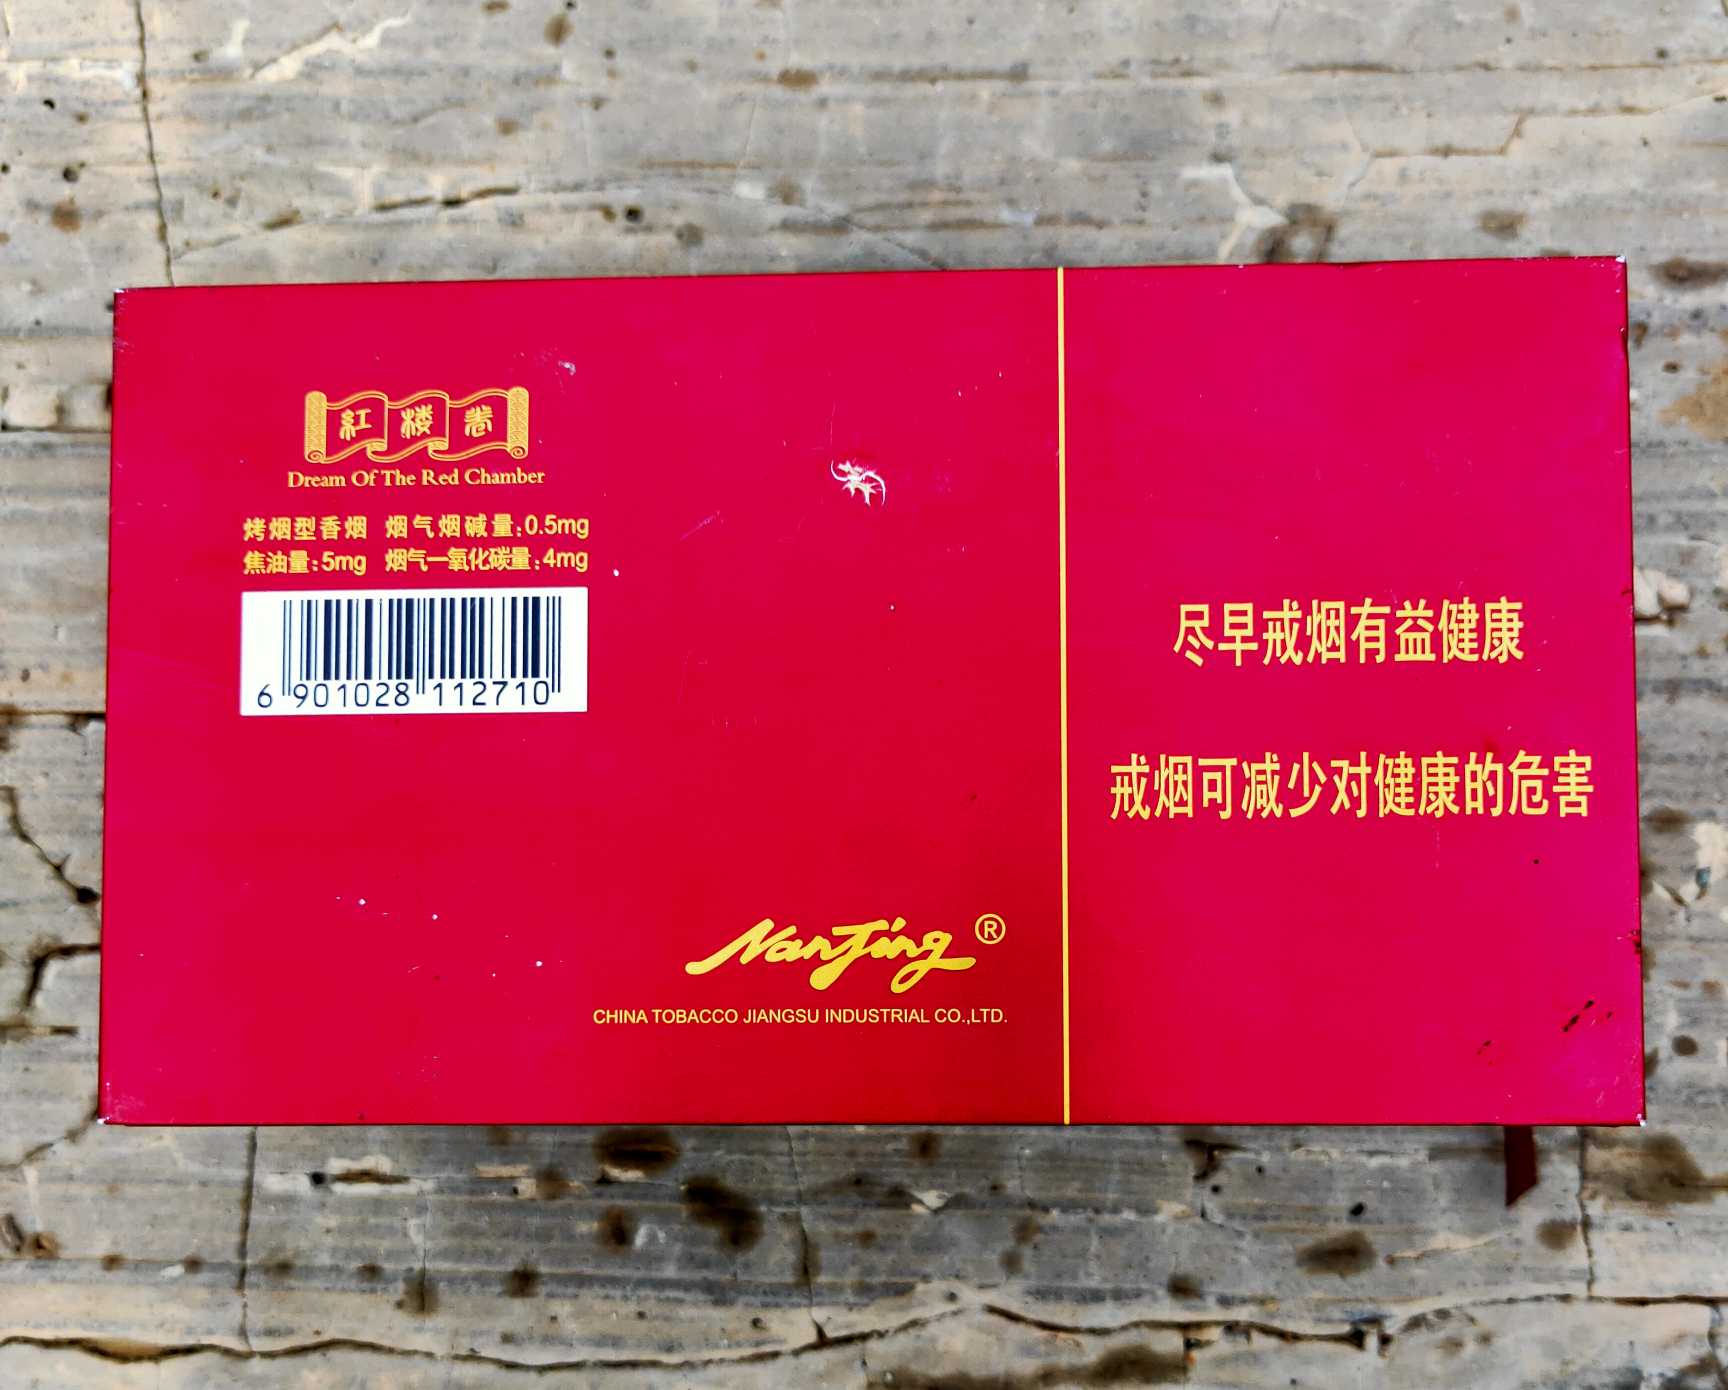 紅楼卷
Dream Of The Red Chamber
烤烟型香烟 烟气烟碱量:0.5mg
焦油量:5mg 烟气一氧化碳量:4mg
6 901028 112710
NanJing®
CHINA TOBACCO JIANGSU INDUSTRIAL CO.,LTD.
尽早戒烟有益健康
戒烟可减少对健康的危害